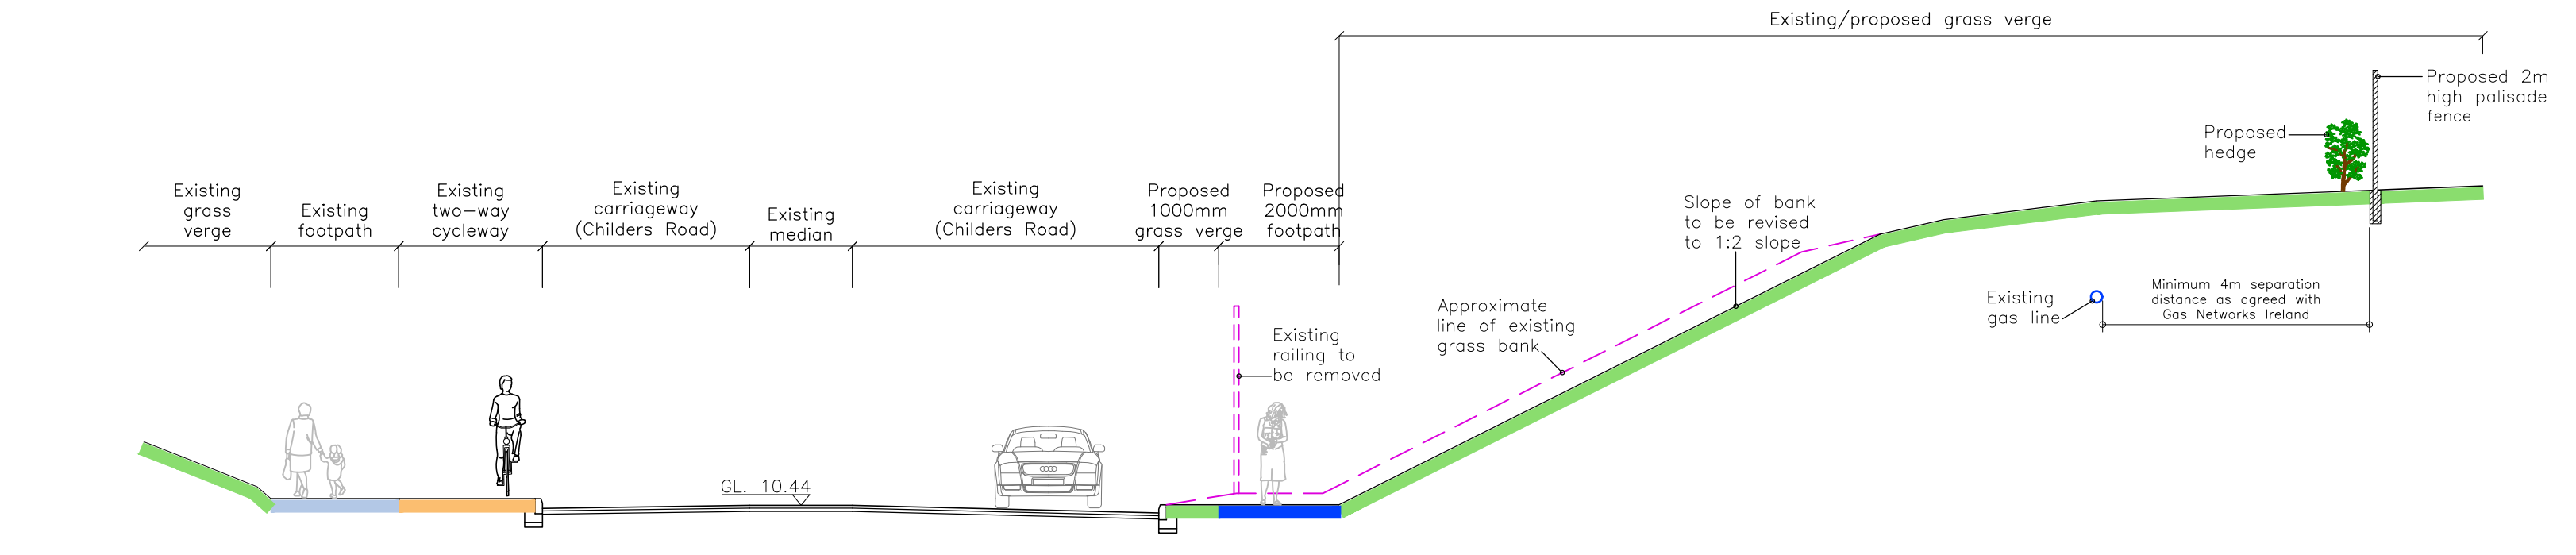 Existing/proposed grass verge
Proposed 2m
high palisade
fence
Proposed
hedge
Existing
grass
verge
Existing
footpath
Existing
two-way
cycleway
Existing
carriageway
(Childers Road)
Existing
median
Existing
carriageway
(Childers Road)
Proposed
1000mm
grass verge
Proposed
2000mm
footpath
Slope of bank
to be revised
to 1:2 slope
Existing
gas line
Minimum 4m separation
distance as agreed with
Gas Networks Ireland
Approximate
line of existing
grass bank
Existing
railing to
be removed
GL. 10.44